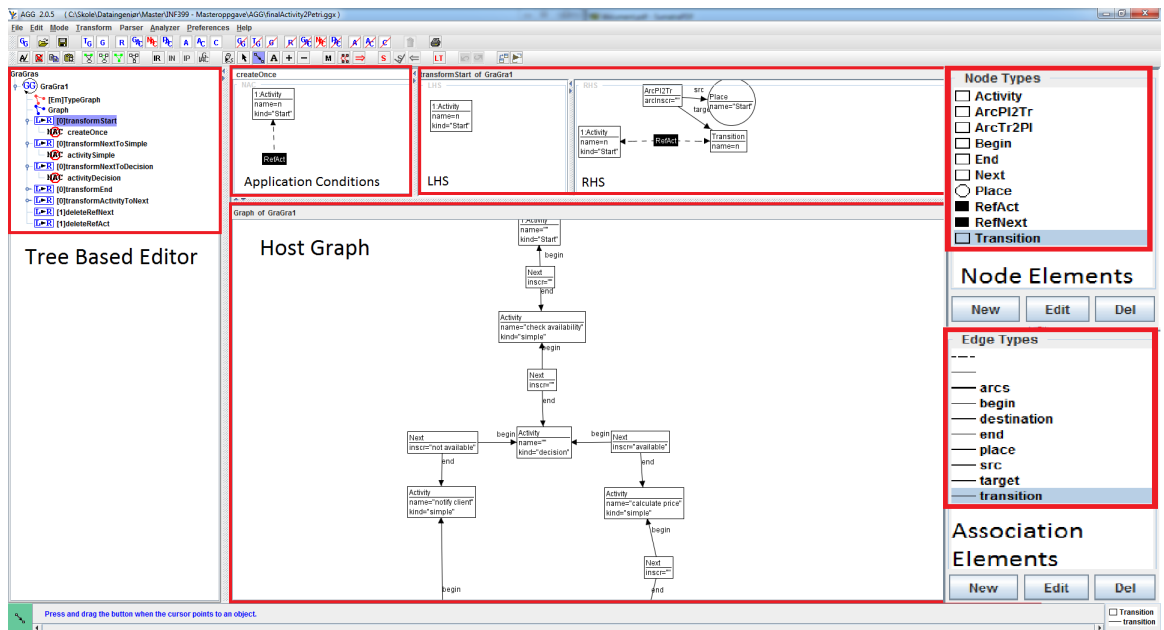 AGG 2.0.5 (C:\Skole\Dataingeniør\Master\INF399 - Masteroppgave\AGG\finalActivity2Petri.ggx )
File Edit Mode Transform Parser Analyzer Preferences Help
GraGras
GG GraGra1
[Em]TypeGraph
Graph
L R [0]transformStart
NAC createOnce
L R [0]transformNextToSimple
NAC activitySimple
L R [0]transformNextToDecision
NAC activityDecision
L R [0]transformEnd
L R [0]transformActivityToNext
L R [1]deleteRefNext
L R [1]deleteRefAct
Tree Based Editor
createOnce
NAC
1:Activity
name=n
kind="Start"
RefAct
Application Conditions
transformStart of GraGra1
LHS
1:Activity
name=n
kind="Start"
LHS
RHS
ArcPl2Tr
arcInscr=""
src
Place
name="Start"
1:Activity
name=n
kind="Start"
RefAct
Transition
name=n
RHS
Graph of GraGra1
Host Graph
1:Activity
name=""
kind="Start"
begin
Next
inscr=""
end
Activity
name="check availability"
kind="simple"
begin
Next
inscr=""
end
Next
inscr="not available"
begin
Activity
name=""
kind="decision"
begin
Next
inscr="available"
end
end
Activity
name="notify client"
kind="simple"
Activity
name="calculate price"
kind="simple"
begin
Next
inscr=""
begin
end
Node Types
Activity
ArcPl2Tr
ArcTr2Pl
Begin
End
Next
Place
RefAct
RefNext
Transition
Node Elements
New Edit Del
Edge Types
arcs
begin
destination
end
place
src
target
transition
Association
Elements
New Edit Del
Press and drag the button when the cursor points to an object.
Transition
transition